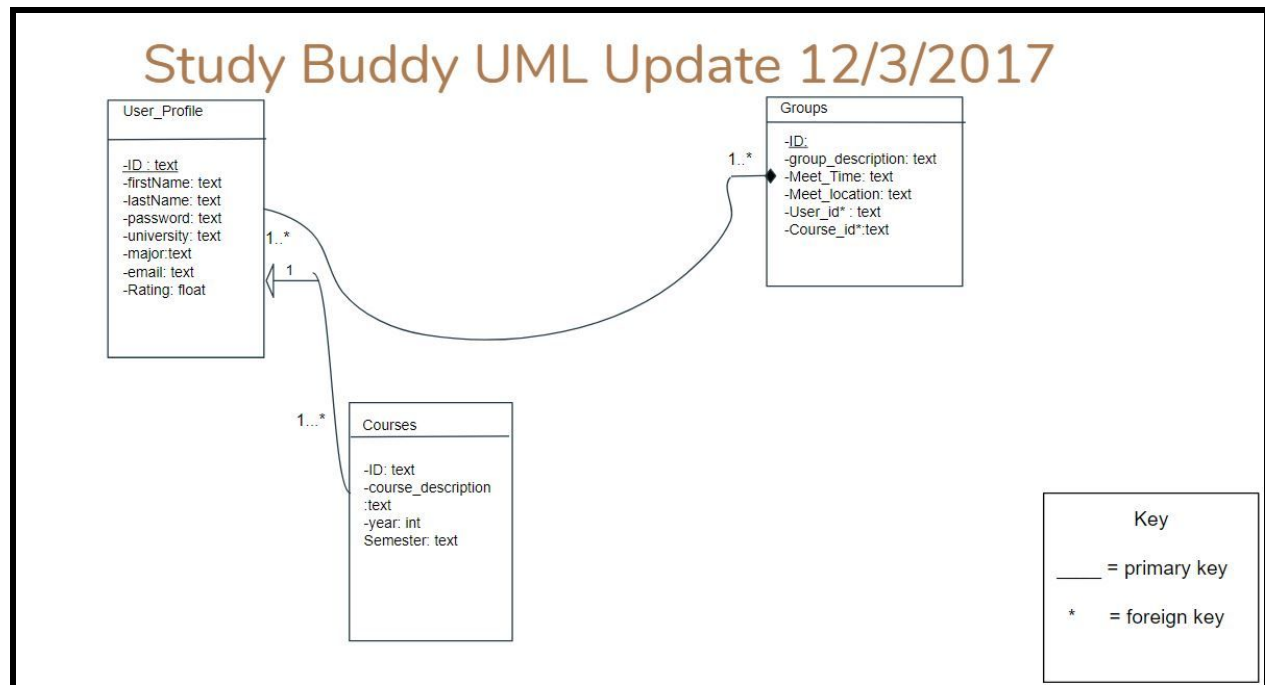 Study Buddy UML Update 12/3/2017
User_Profile
-ID : text
-firstName: text
-lastName: text
-password: text
-university: text
-major:text
-email: text
-Rating: float
1..*
1
1..*
Groups
-ID:
-group_description: text
-Meet_Time: text
-Meet_location: text
-User_id* : text
-Course_id*:text
1...*
Courses
-ID: text
-course_description
:text
-year: int
Semester: text
Key
____ = primary key
* = foreign key